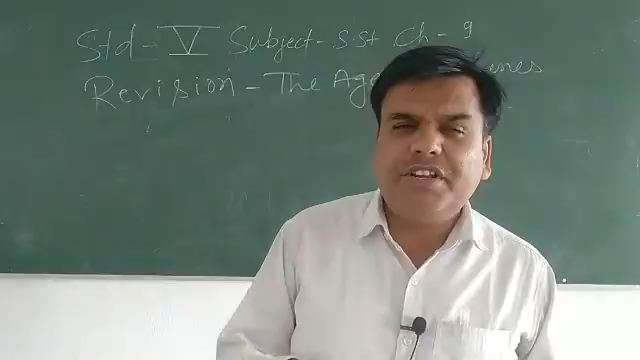 Std - V Subject - S.St Ch - 9
Revision - The Age